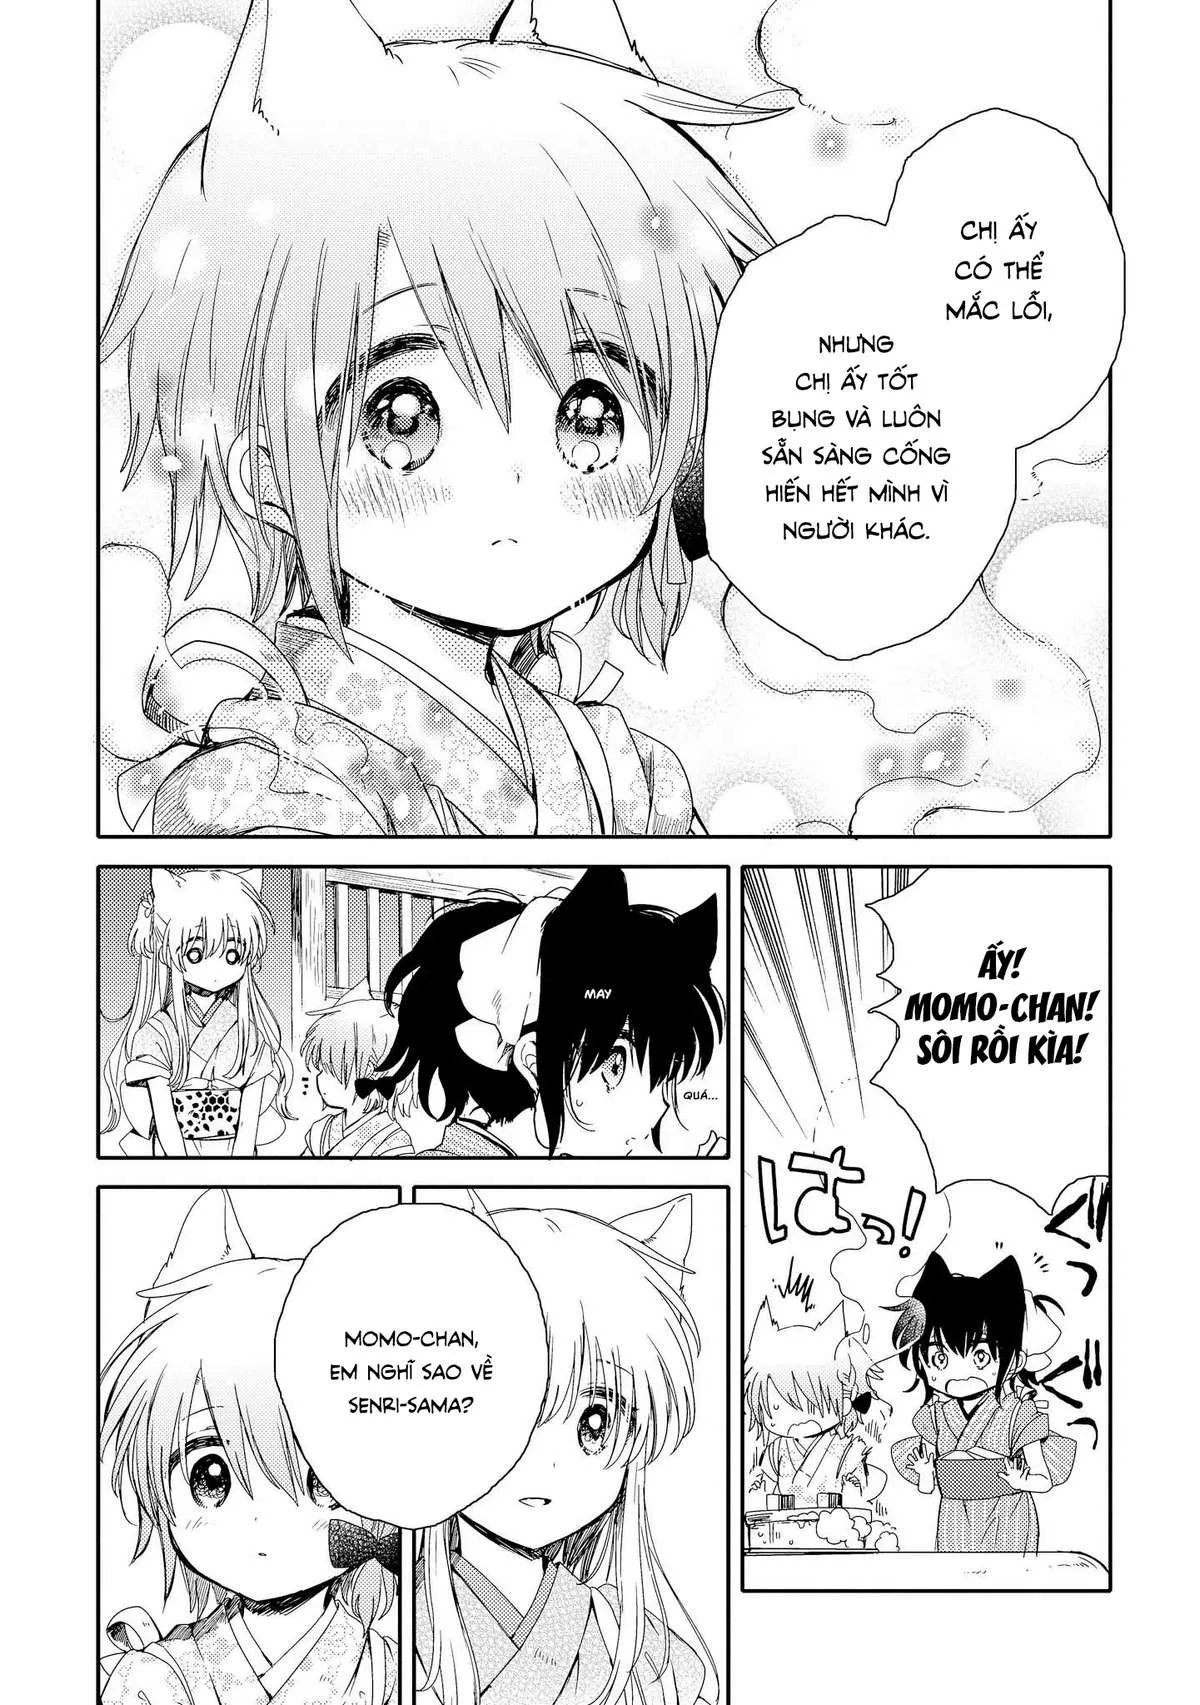 CHỊ ẤY
CÓ THỂ
MẮC LỖI,
NHƯNG
CHỊ ẤY TỐT
BỤNG VÀ LUÔN
SẴN SÀNG CỐNG
HIẾN HẾT MÌNH VÌ
NGƯỜI KHÁC.
ẤY!
MOMO-CHAN!
SÔI RỒI KÌA!
はっ!
MAY
QUÁ...
MOMO-CHAN,
EM NGHĨ SAO VỀ
SENRI-SAMA?